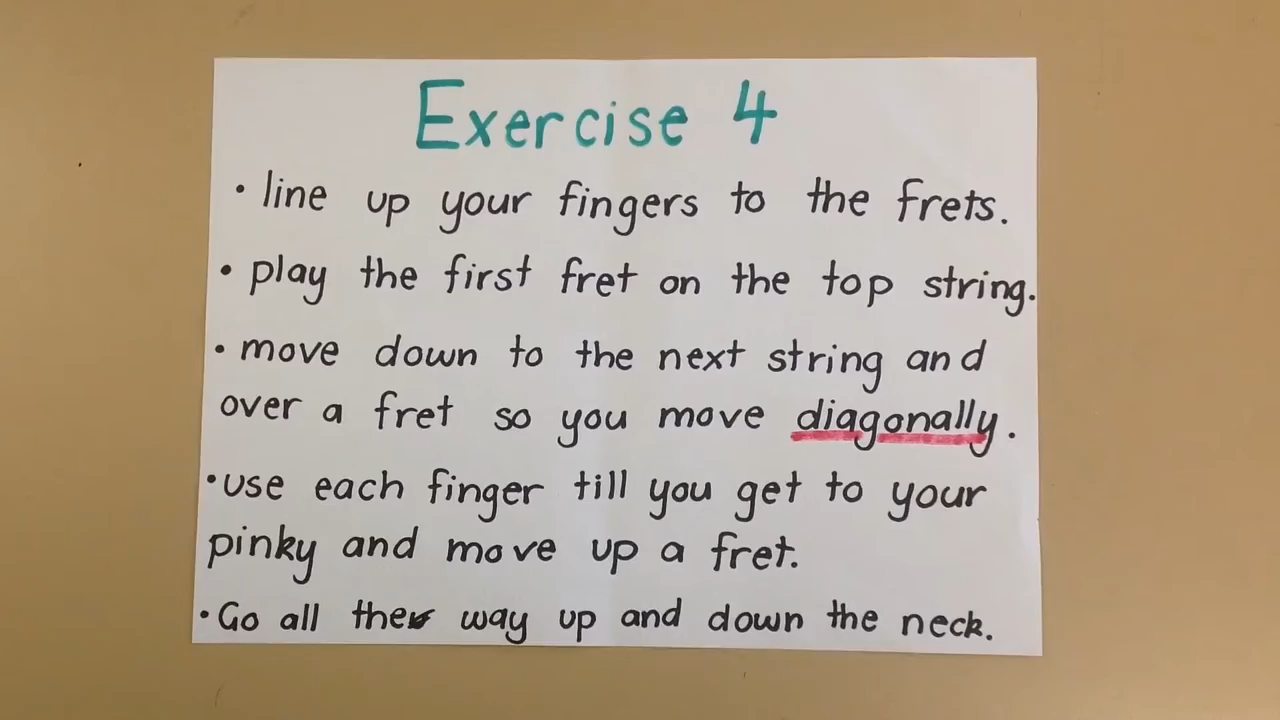 Exercise 4
• line up your fingers to the frets.
• play the first fret on the top string.
• move down to the next string and
over a fret so you move diagonally.
• use each finger till you get to your
pinky and move up a fret.
• Go all the way up and down the neck.